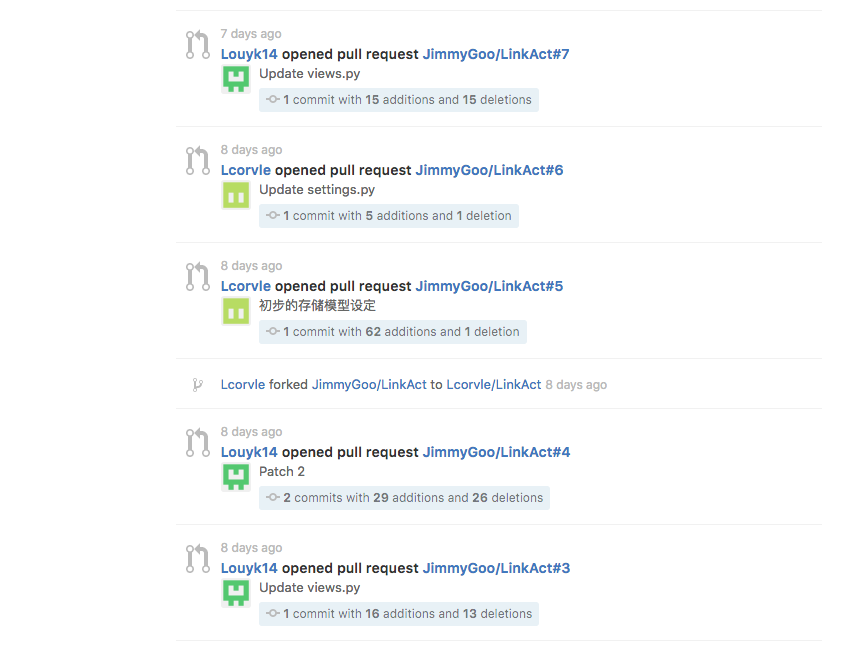 7 days ago
Louyk14 opened pull request JimmyGoo/LinkAct#7
Update views.py
1 commit with 15 additions and 15 deletions
8 days ago
Lcorvle opened pull request JimmyGoo/LinkAct#6
Update settings.py
1 commit with 5 additions and 1 deletion
8 days ago
Lcorvle opened pull request JimmyGoo/LinkAct#5
初步的存储模型设定
1 commit with 62 additions and 1 deletion
Lcorvle forked JimmyGoo/LinkAct to Lcorvle/LinkAct 8 days ago
8 days ago
Louyk14 opened pull request JimmyGoo/LinkAct#4
Patch 2
2 commits with 29 additions and 26 deletions
8 days ago
Louyk14 opened pull request JimmyGoo/LinkAct#3
Update views.py
1 commit with 16 additions and 13 deletions